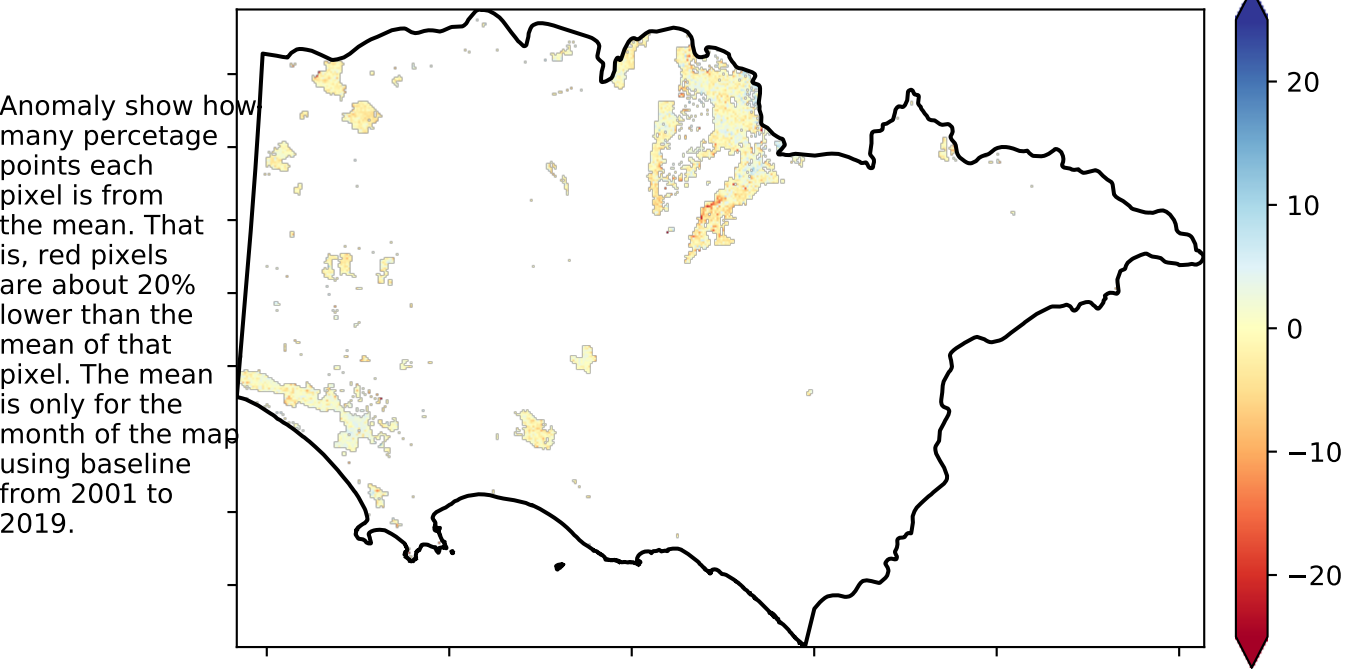 Anomaly show how
many percetage
points each
pixel is from
the mean. That
is, red pixels
are about 20%
lower than the
mean of that
pixel. The mean
is only for the
month of the map
using baseline
from 2001 to
2019.
20
10
0
−10
−20